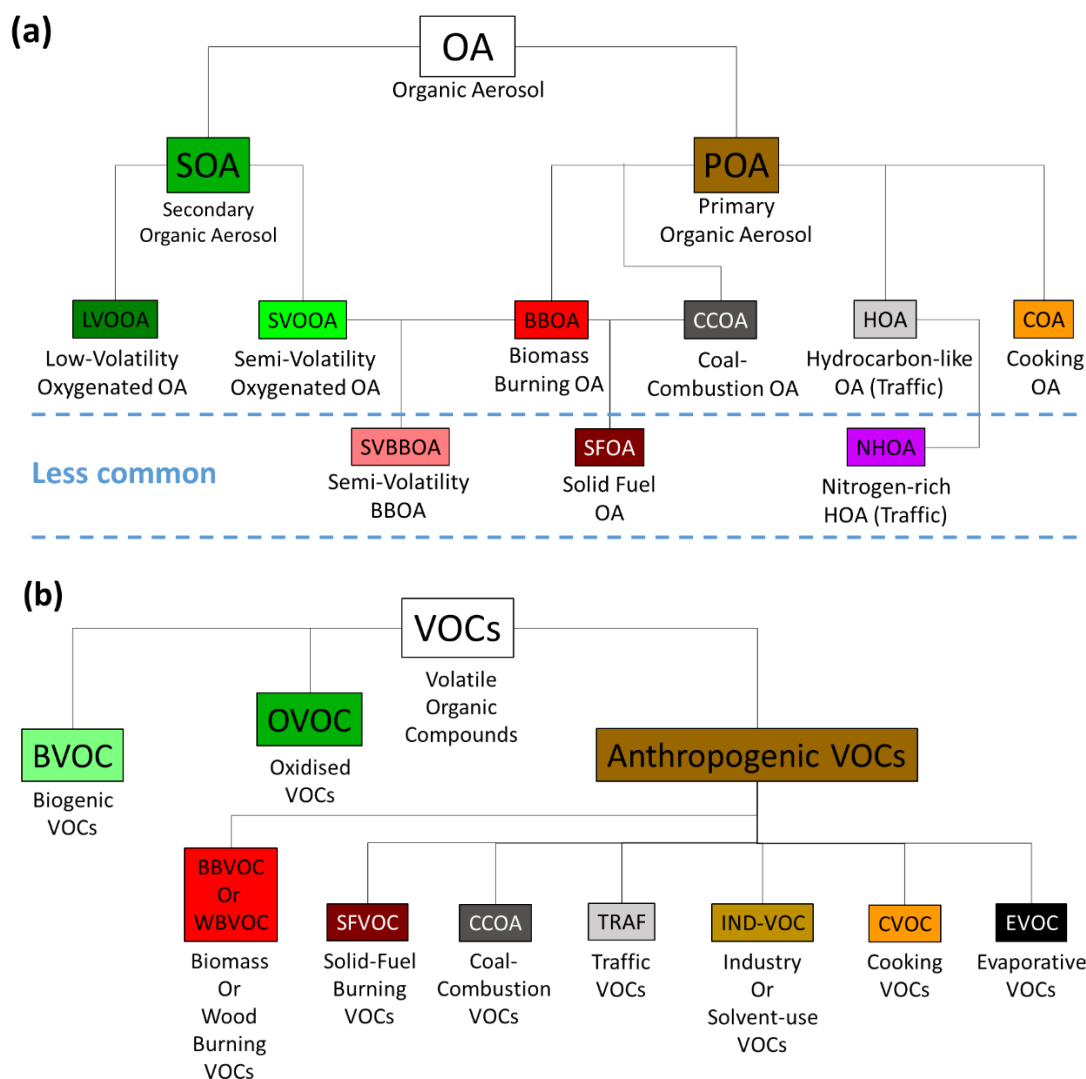 (a)
OA
Organic Aerosol
SOA
Secondary
Organic Aerosol
POA
Primary
Organic Aerosol
LVOOA
Low-Volatility
Oxygenated OA
SVOOA
Semi-Volatility
Oxygenated OA
BBOA
Biomass
Burning OA
CCOA
Coal-
Combustion OA
HOA
Hydrocarbon-like
OA (Traffic)
COA
Cooking
OA
Less common
SVBBOA
Semi-Volatility
BBOA
SFOA
Solid Fuel
OA
NHOA
Nitrogen-rich
HOA (Traffic)
(b)
VOCs
Volatile
Organic
Compounds
BVOC
Biogenic
VOCs
OVOC
Oxidised
VOCs
Anthropogenic VOCs
BBVOC
Or
WBVOC
Biomass
Or
Wood
Burning
VOCs
SFVOC
Solid-Fuel
Burning
VOCs
CCOA
Coal-
Combustion
VOCs
TRAF
Traffic
VOCs
IND-VOC
Industry
Or
Solvent-use
VOCs
CVOC
Cooking
VOCs
EVOC
Evaporative
VOCs